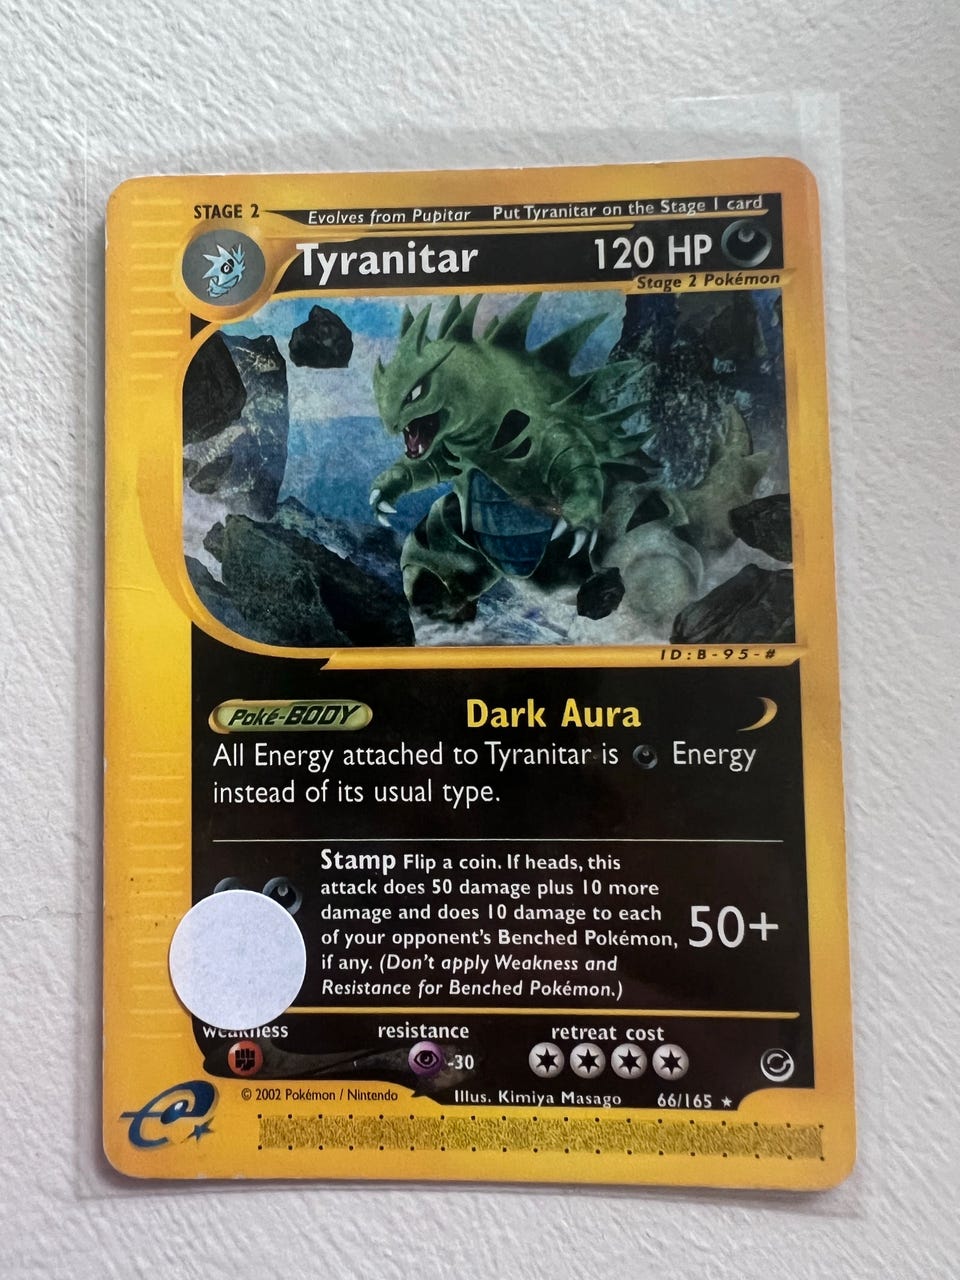 STAGE 2
Evolves from Pupitar Put Tyranitar on the Stage 1 card
Tyranitar 120 HP
Stage 2 Pokémon
ID:B-95-#
Poké-BODY Dark Aura
All Energy attached to Tyranitar is Energy
instead of its usual type.
Stamp Flip a coin. If heads, this
attack does 50 damage plus 10 more
damage and does 10 damage to each
of your opponent's Benched Pokémon,
if any. (Don't apply Weakness and
Resistance for Benched Pokémon.)
50+
weakness resistance retreat cost
-30
© 2002 Pokémon / Nintendo Illus. Kimiya Masago 66/165 ★
e